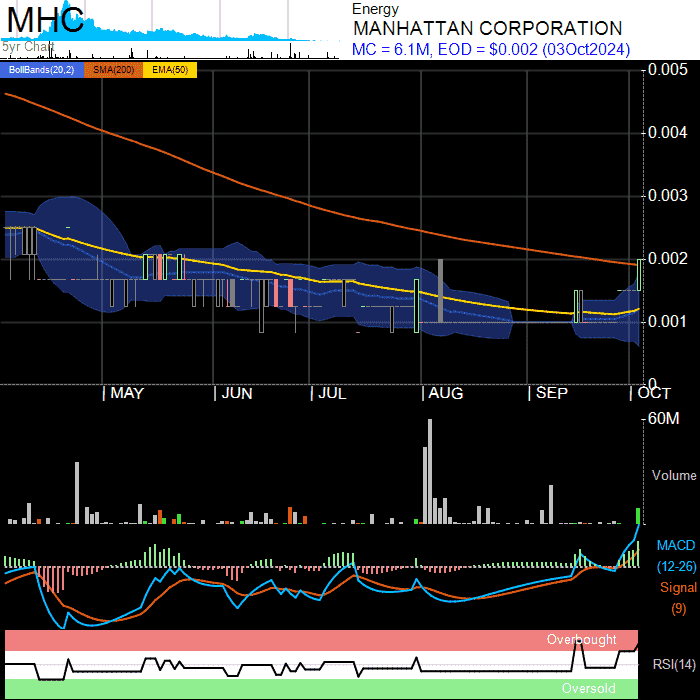 MHC
5yr Chart
Energy
MANHATTAN CORPORATION
MC = 6.1M, EOD = $0.002 (03Oct2024)
BollBands(20,2) SMA(200) EMA(50)
0.005
0.004
0.003
0.002
0.001
0
MAY JUN JUL AUG SEP OCT
60M
Volume
MACD
(12-26)
Signal
(9)
Overbought
RSI(14)
Oversold